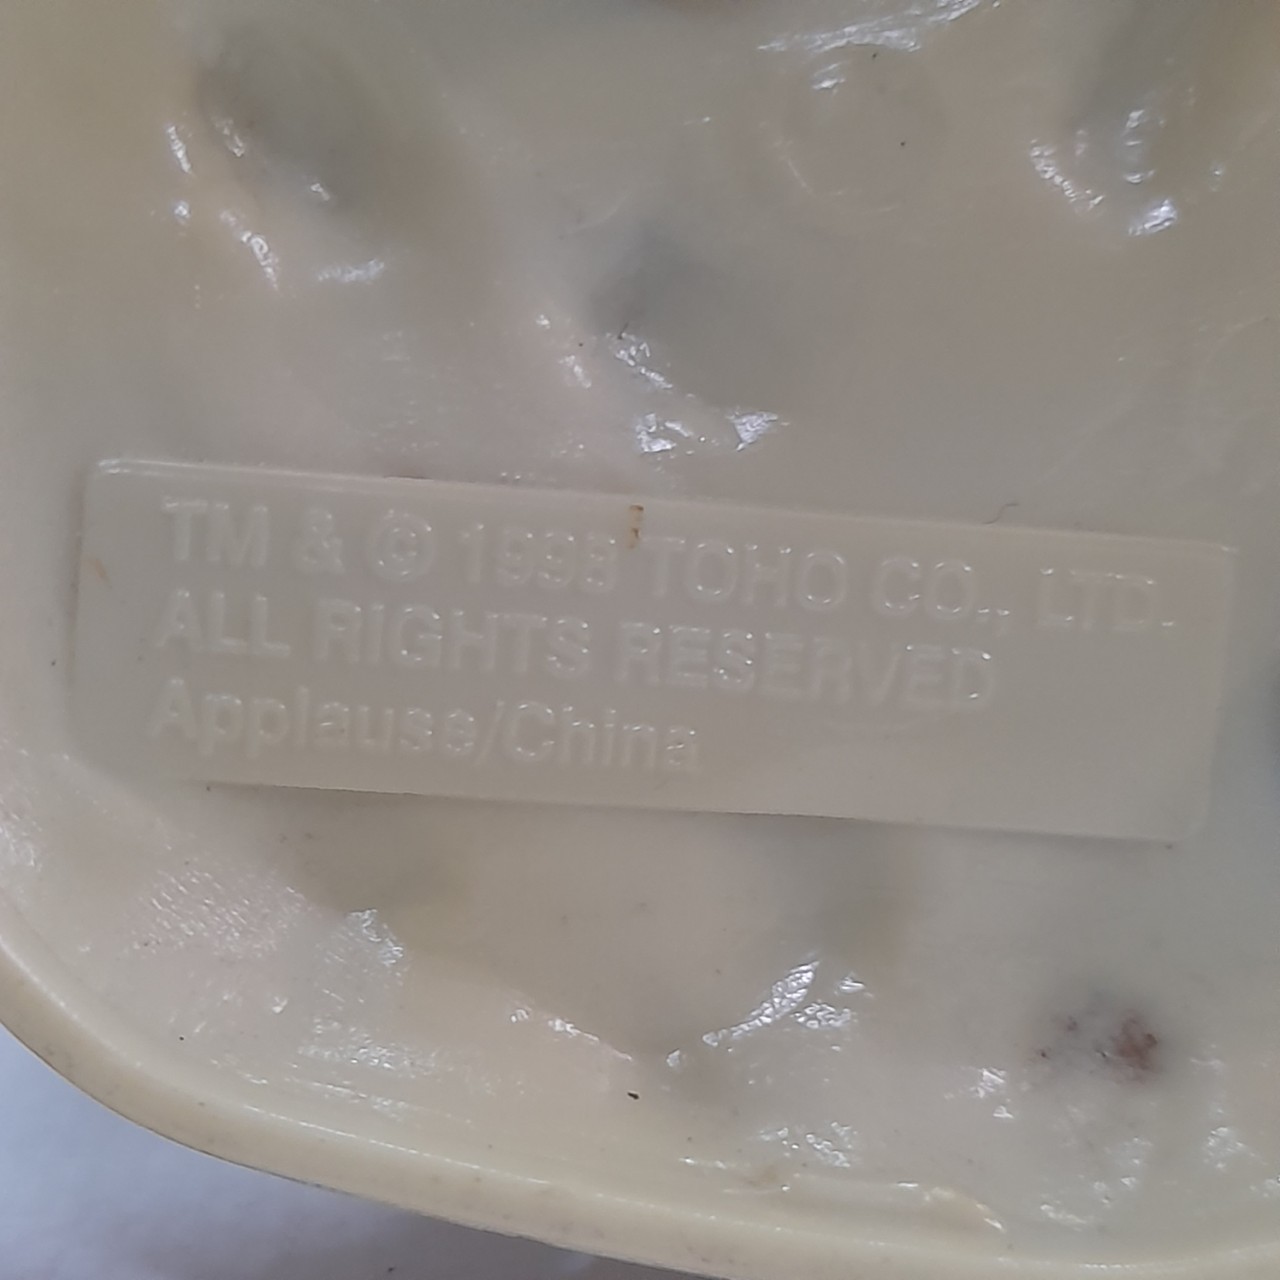 TM & © 1998 TOHO CO., LTD.
ALL RIGHTS RESERVED
Applause/China